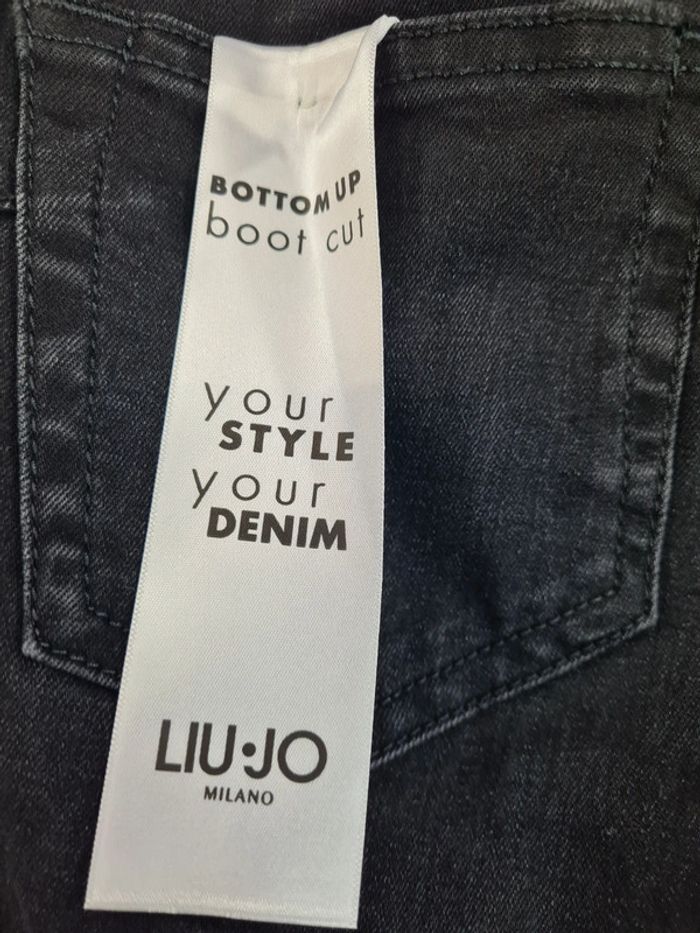 BOTTOM UP
boot cut
your
STYLE
your
DENIM
LIU·JO
MILANO